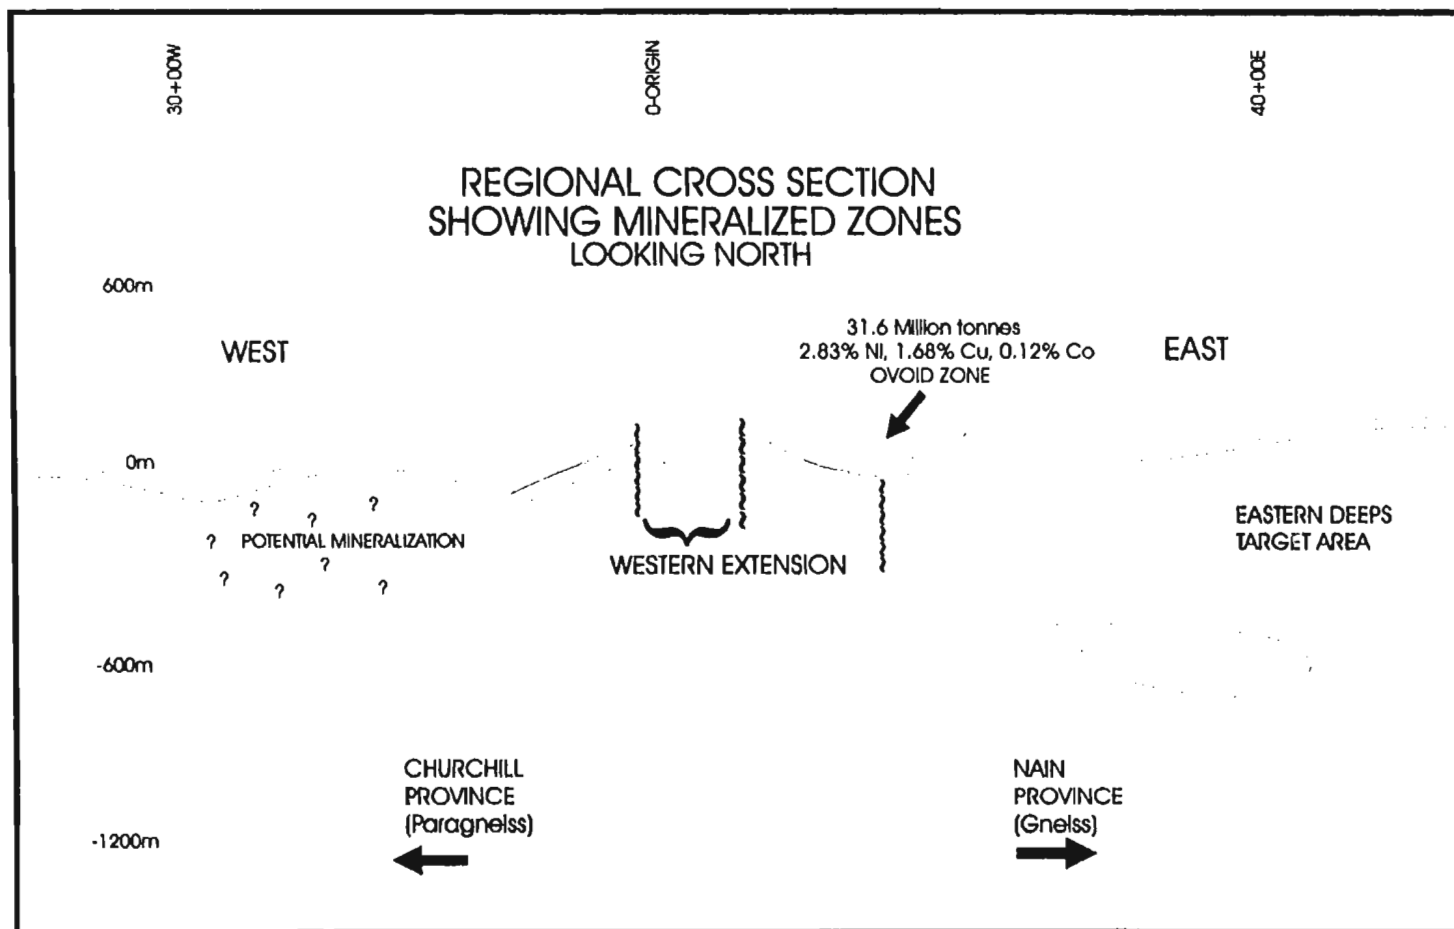 30+00W
0-ORIGIN
40+00E
REGIONAL CROSS SECTION
SHOWING MINERALIZED ZONES
LOOKING NORTH
600m
31.6 Million tonnes
2.83% Ni, 1.68% Cu, 0.12% Co
OVOID ZONE
WEST
EAST
0m
? ? ?
? POTENTIAL MINERALIZATION
? ? ? ?
WESTERN EXTENSION
EASTERN DEEPS
TARGET AREA
-600m
CHURCHILL
PROVINCE
(Paragneiss)
NAIN
PROVINCE
(Gneiss)
-1200m